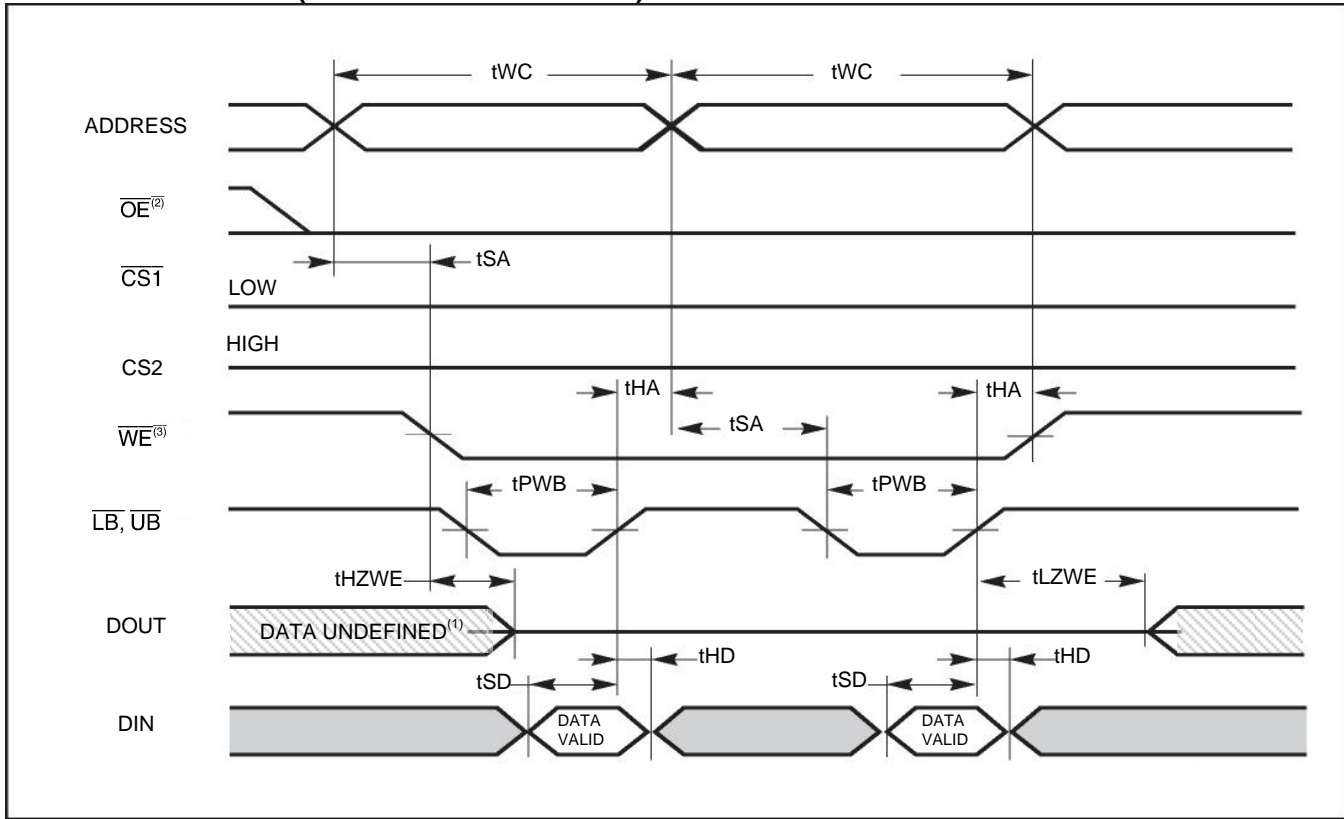 tWC tWC
ADDRESS
OE(2)
tSA
CS1
LOW
HIGH
CS2
tHA tHA
tSA
WE(3)
tPWB tPWB
LB, UB
tHZWE tLZWE
DOUT DATA UNDEFINED(1)
tHD tHD
tSD tSD
DIN DATA VALID DATA VALID